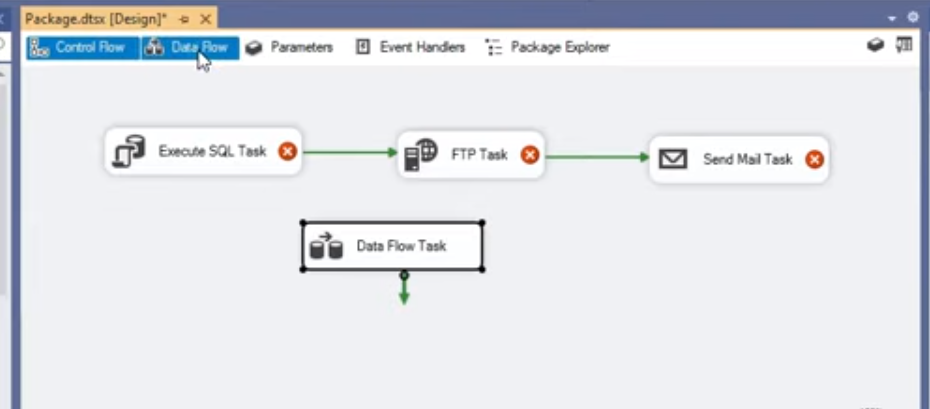 Package.dtsx [Design]*
Control Flow Data Flow Parameters Event Handlers Package Explorer
Execute SQL Task FTP Task Send Mail Task
Data Flow Task